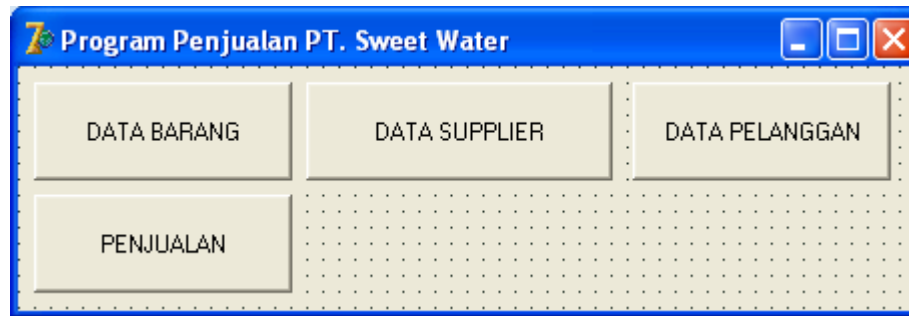 Program Penjualan PT. Sweet Water
DATA BARANG
DATA SUPPLIER
DATA PELANGGAN
PENJUALAN